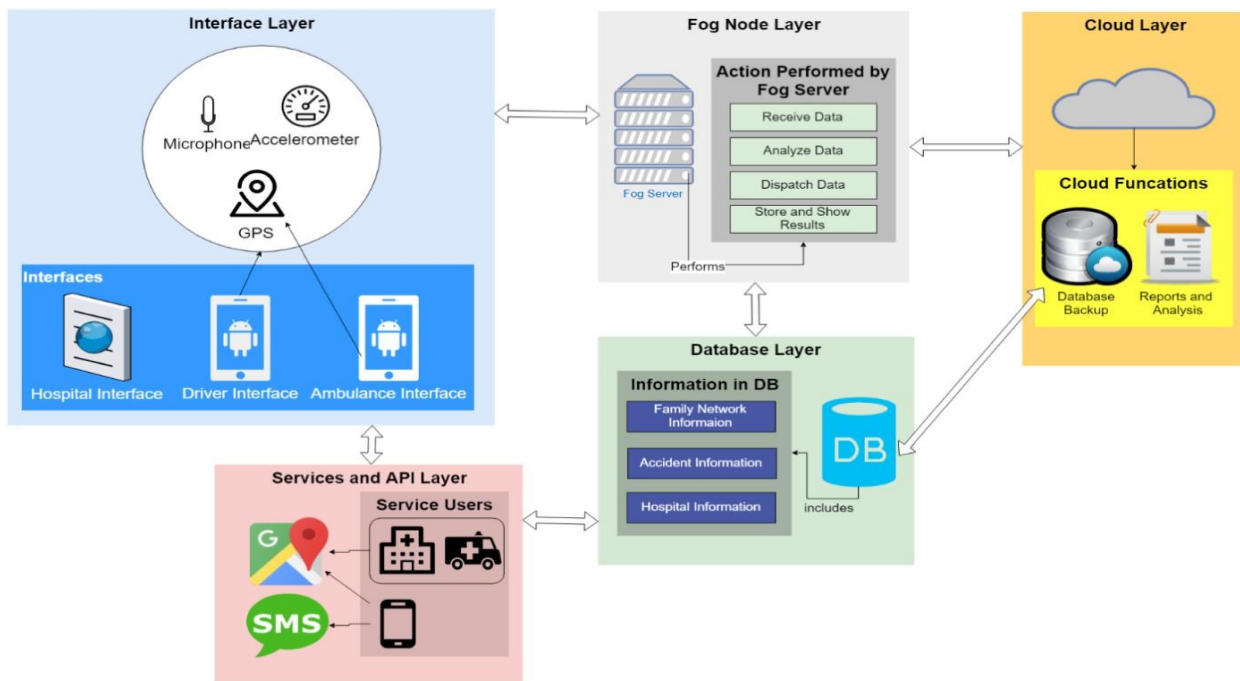 Interface Layer
Microphone
Accelerometer
GPS
Interfaces
Hospital Interface
Driver Interface
Ambulance Interface
Fog Node Layer
Fog Server
Action Performed by
Fog Server
Receive Data
Analyze Data
Dispatch Data
Store and Show
Results
Performs
Cloud Layer
Cloud Funcations
Database
Backup
Reports and
Analysis
Services and API Layer
Service Users
G
SMS
Database Layer
Information in DB
Family Network
Informaion
Accident Information
Hospital Information
DB
includes